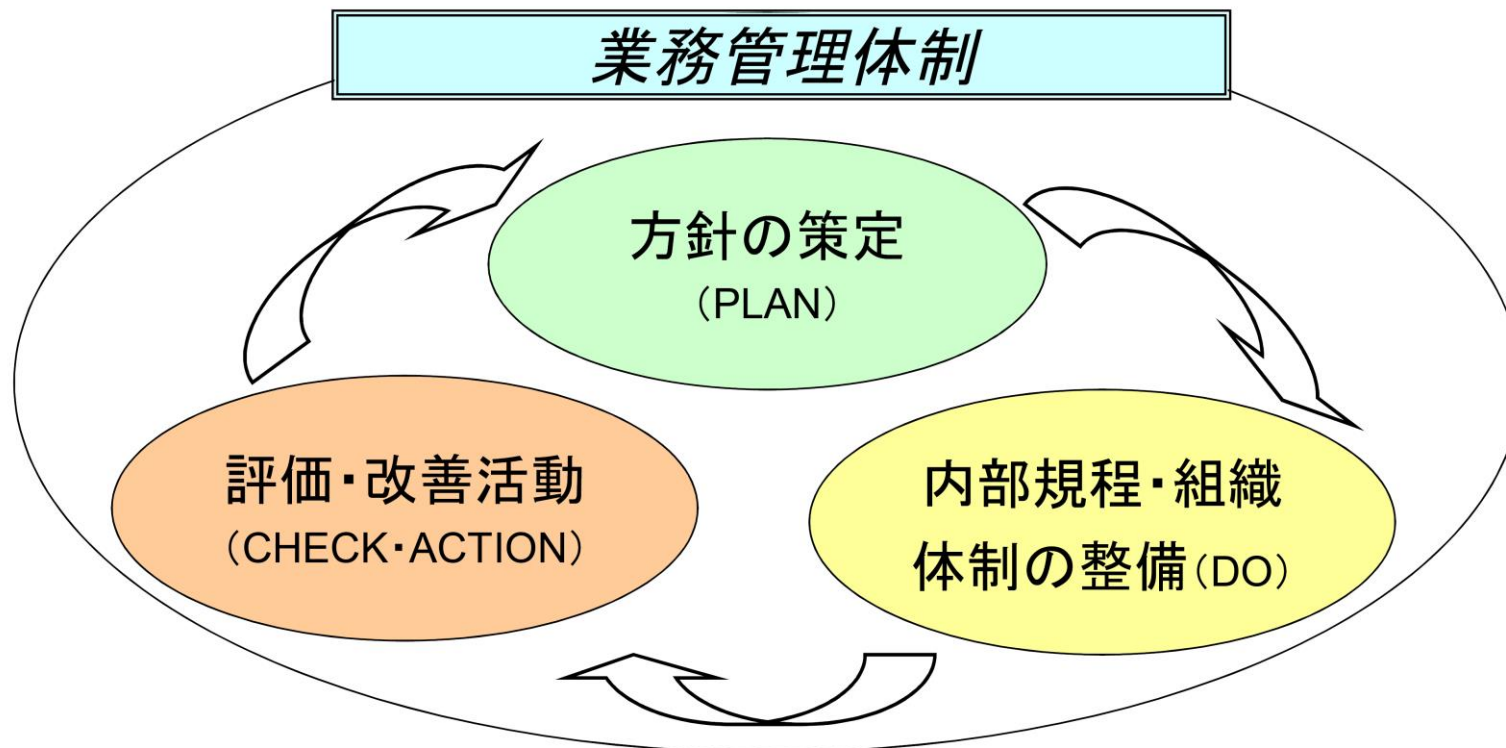 業務管理体制
方針の策定
（PLAN）
評価・改善活動
（CHECK・ACTION）
内部規程・組織
体制の整備（DO）